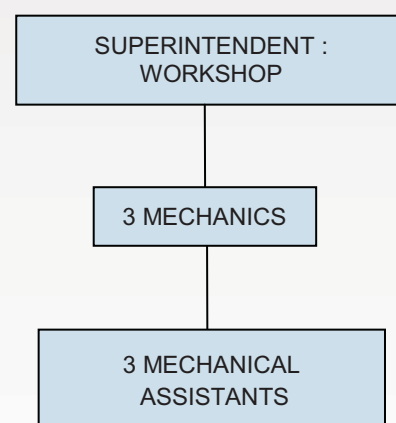 SUPERINTENDENT :
WORKSHOP
3 MECHANICS
3 MECHANICAL
ASSISTANTS